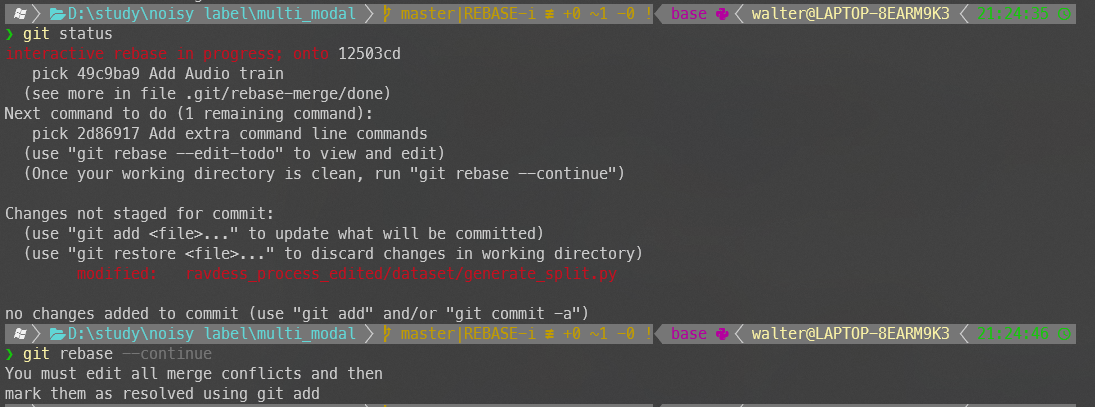 D:\study\noisy label\multi_modal master|REBASE-i ≢ +0 ~1 -0 ! base walter@LAPTOP-8EARM9K3
❯ git status
interactive rebase in progress; onto 12503cd
pick 49c9ba9 Add Audio train
(see more in file .git/rebase-merge/done)
Next command to do (1 remaining command):
pick 2d86917 Add extra command line commands
(use "git rebase --edit-todo" to view and edit)
(Once your working directory is clean, run "git rebase --continue")
Changes not staged for commit:
(use "git add <file>..." to update what will be committed)
(use "git restore <file>..." to discard changes in working directory)
modified: ravdess_process_edited/dataset/generate_split.py
no changes added to commit (use "git add" and/or "git commit -a")
D:\study\noisy label\multi_modal master|REBASE-i ≢ +0 ~1 -0 ! base walter@LAPTOP-8EARM9K3
❯ git rebase --continue
You must edit all merge conflicts and then
mark them as resolved using git add